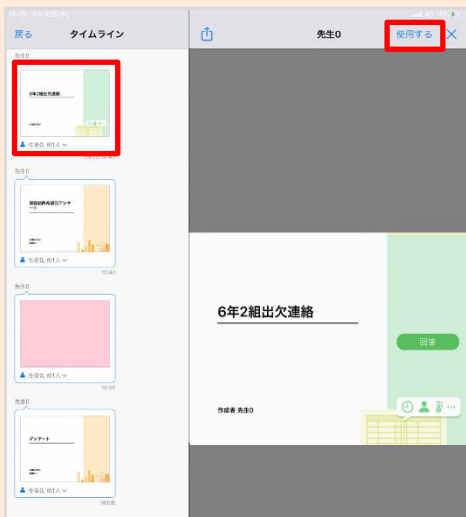 戻る
タイムライン
先生0
使用する
先生0
6年2組出欠連絡
生徒0, 他1人
先生0
生徒0, 他1人
先生0
生徒0, 他1人
先生0
アンケート
生徒0, 他1人
6年2組出欠連絡
回答
作成者 先生0